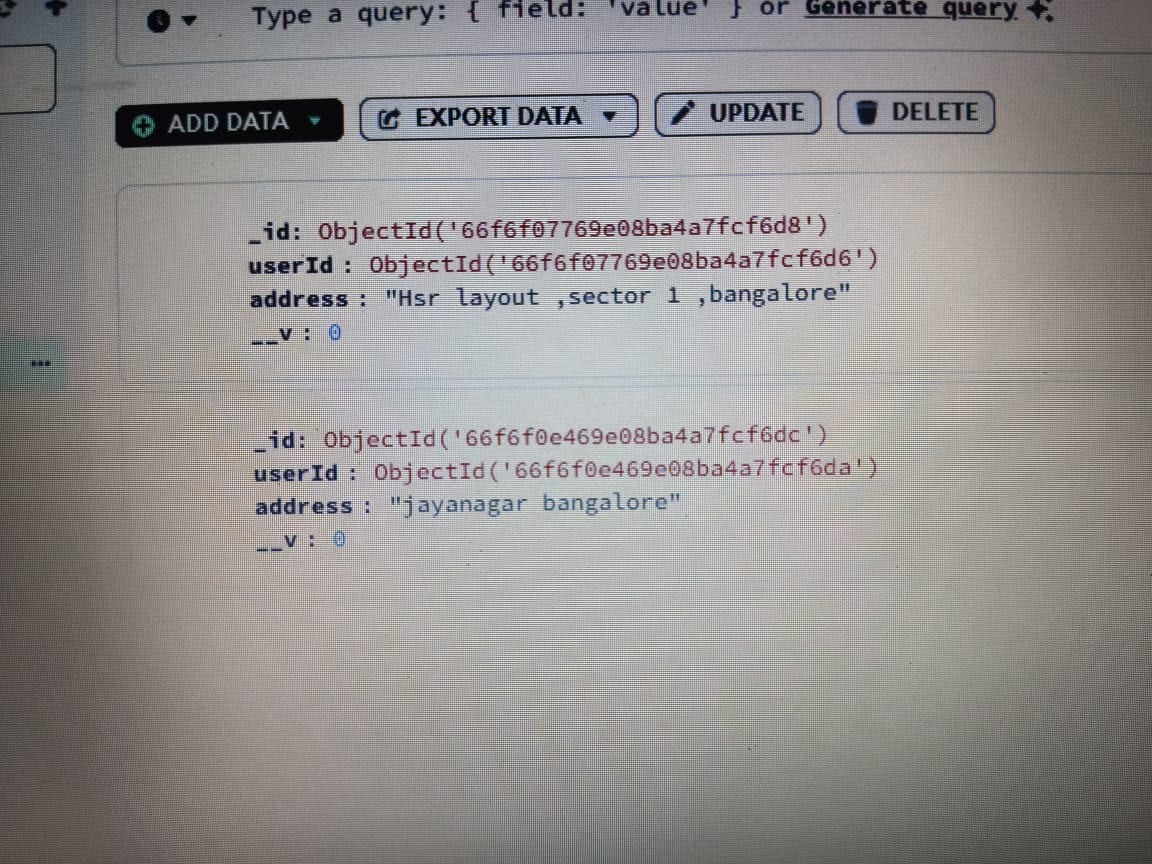 Type a query: { field: 'value' } or Generate query
ADD DATA EXPORT DATA UPDATE DELETE
_id: ObjectId('66f6f07769e08ba4a7fcf6d8')
userId : ObjectId('66f6f07769e08ba4a7fcf6d6')
address : "Hsr layout ,sector 1 ,bangalore"
__v : 0
_id: ObjectId('66f6f0e469e08ba4a7fcf6dc')
userId : ObjectId('66f6f0e469e08ba4a7fcf6da')
address : "jayanagar bangalore"
__v : 0